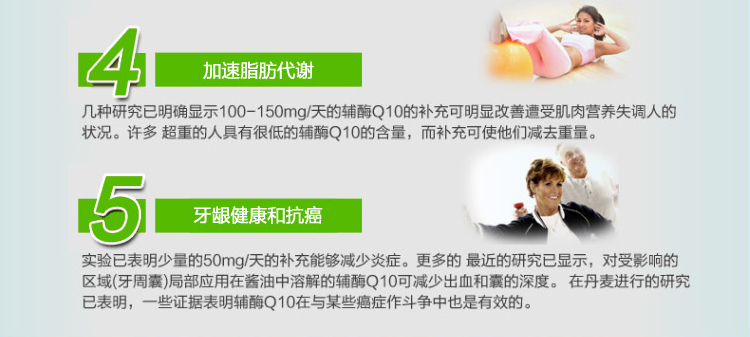 4
加速脂肪代谢
几种研究已明确显示100-150mg/天的辅酶Q10的补充可明显改善遭受肌肉营养失调人的
状况。许多 超重的人具有很低的辅酶Q10的含量，而补充可使他们减去重量。
5
牙龈健康和抗癌
实验已表明少量的50mg/天的补充能够减少炎症。更多的 最近的研究已显示，对受影响的
区域(牙周囊)局部应用在酱油中溶解的辅酶Q10可减少出血和囊的深度。 在丹麦进行的研究
已表明，一些证据表明辅酶Q10在与某些癌症作斗争中也是有效的。